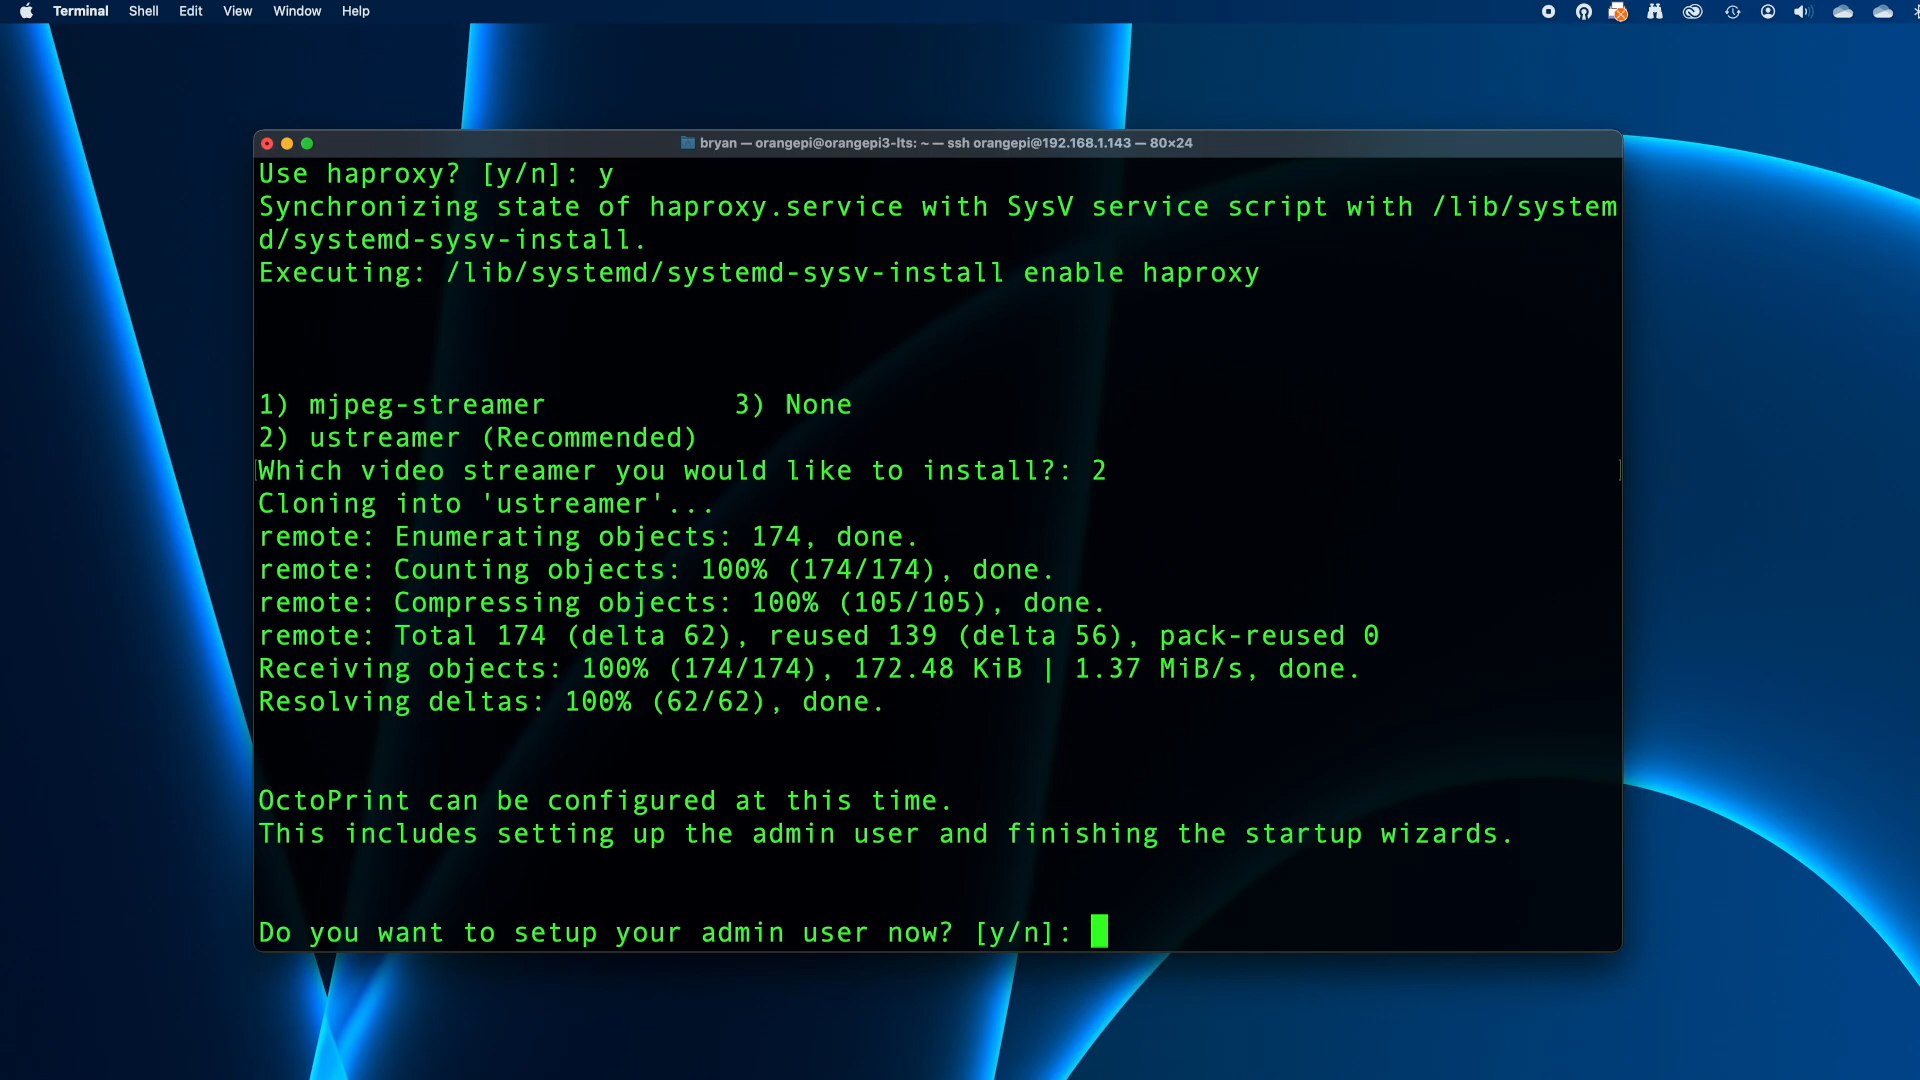 Terminal Shell Edit View Window Help
bryan — orangepi@orangepi3-lts: ~ — ssh orangepi@192.168.1.143 — 80×24
Use haproxy? [y/n]: y
Synchronizing state of haproxy.service with SysV service script with /lib/system
d/systemd-sysv-install.
Executing: /lib/systemd/systemd-sysv-install enable haproxy
1) mjpeg-streamer 3) None
2) ustreamer (Recommended)
Which video streamer you would like to install?: 2
Cloning into 'ustreamer'...
remote: Enumerating objects: 174, done.
remote: Counting objects: 100% (174/174), done.
remote: Compressing objects: 100% (105/105), done.
remote: Total 174 (delta 62), reused 139 (delta 56), pack-reused 0
Receiving objects: 100% (174/174), 172.48 KiB | 1.37 MiB/s, done.
Resolving deltas: 100% (62/62), done.
OctoPrint can be configured at this time.
This includes setting up the admin user and finishing the startup wizards.
Do you want to setup your admin user now? [y/n]: